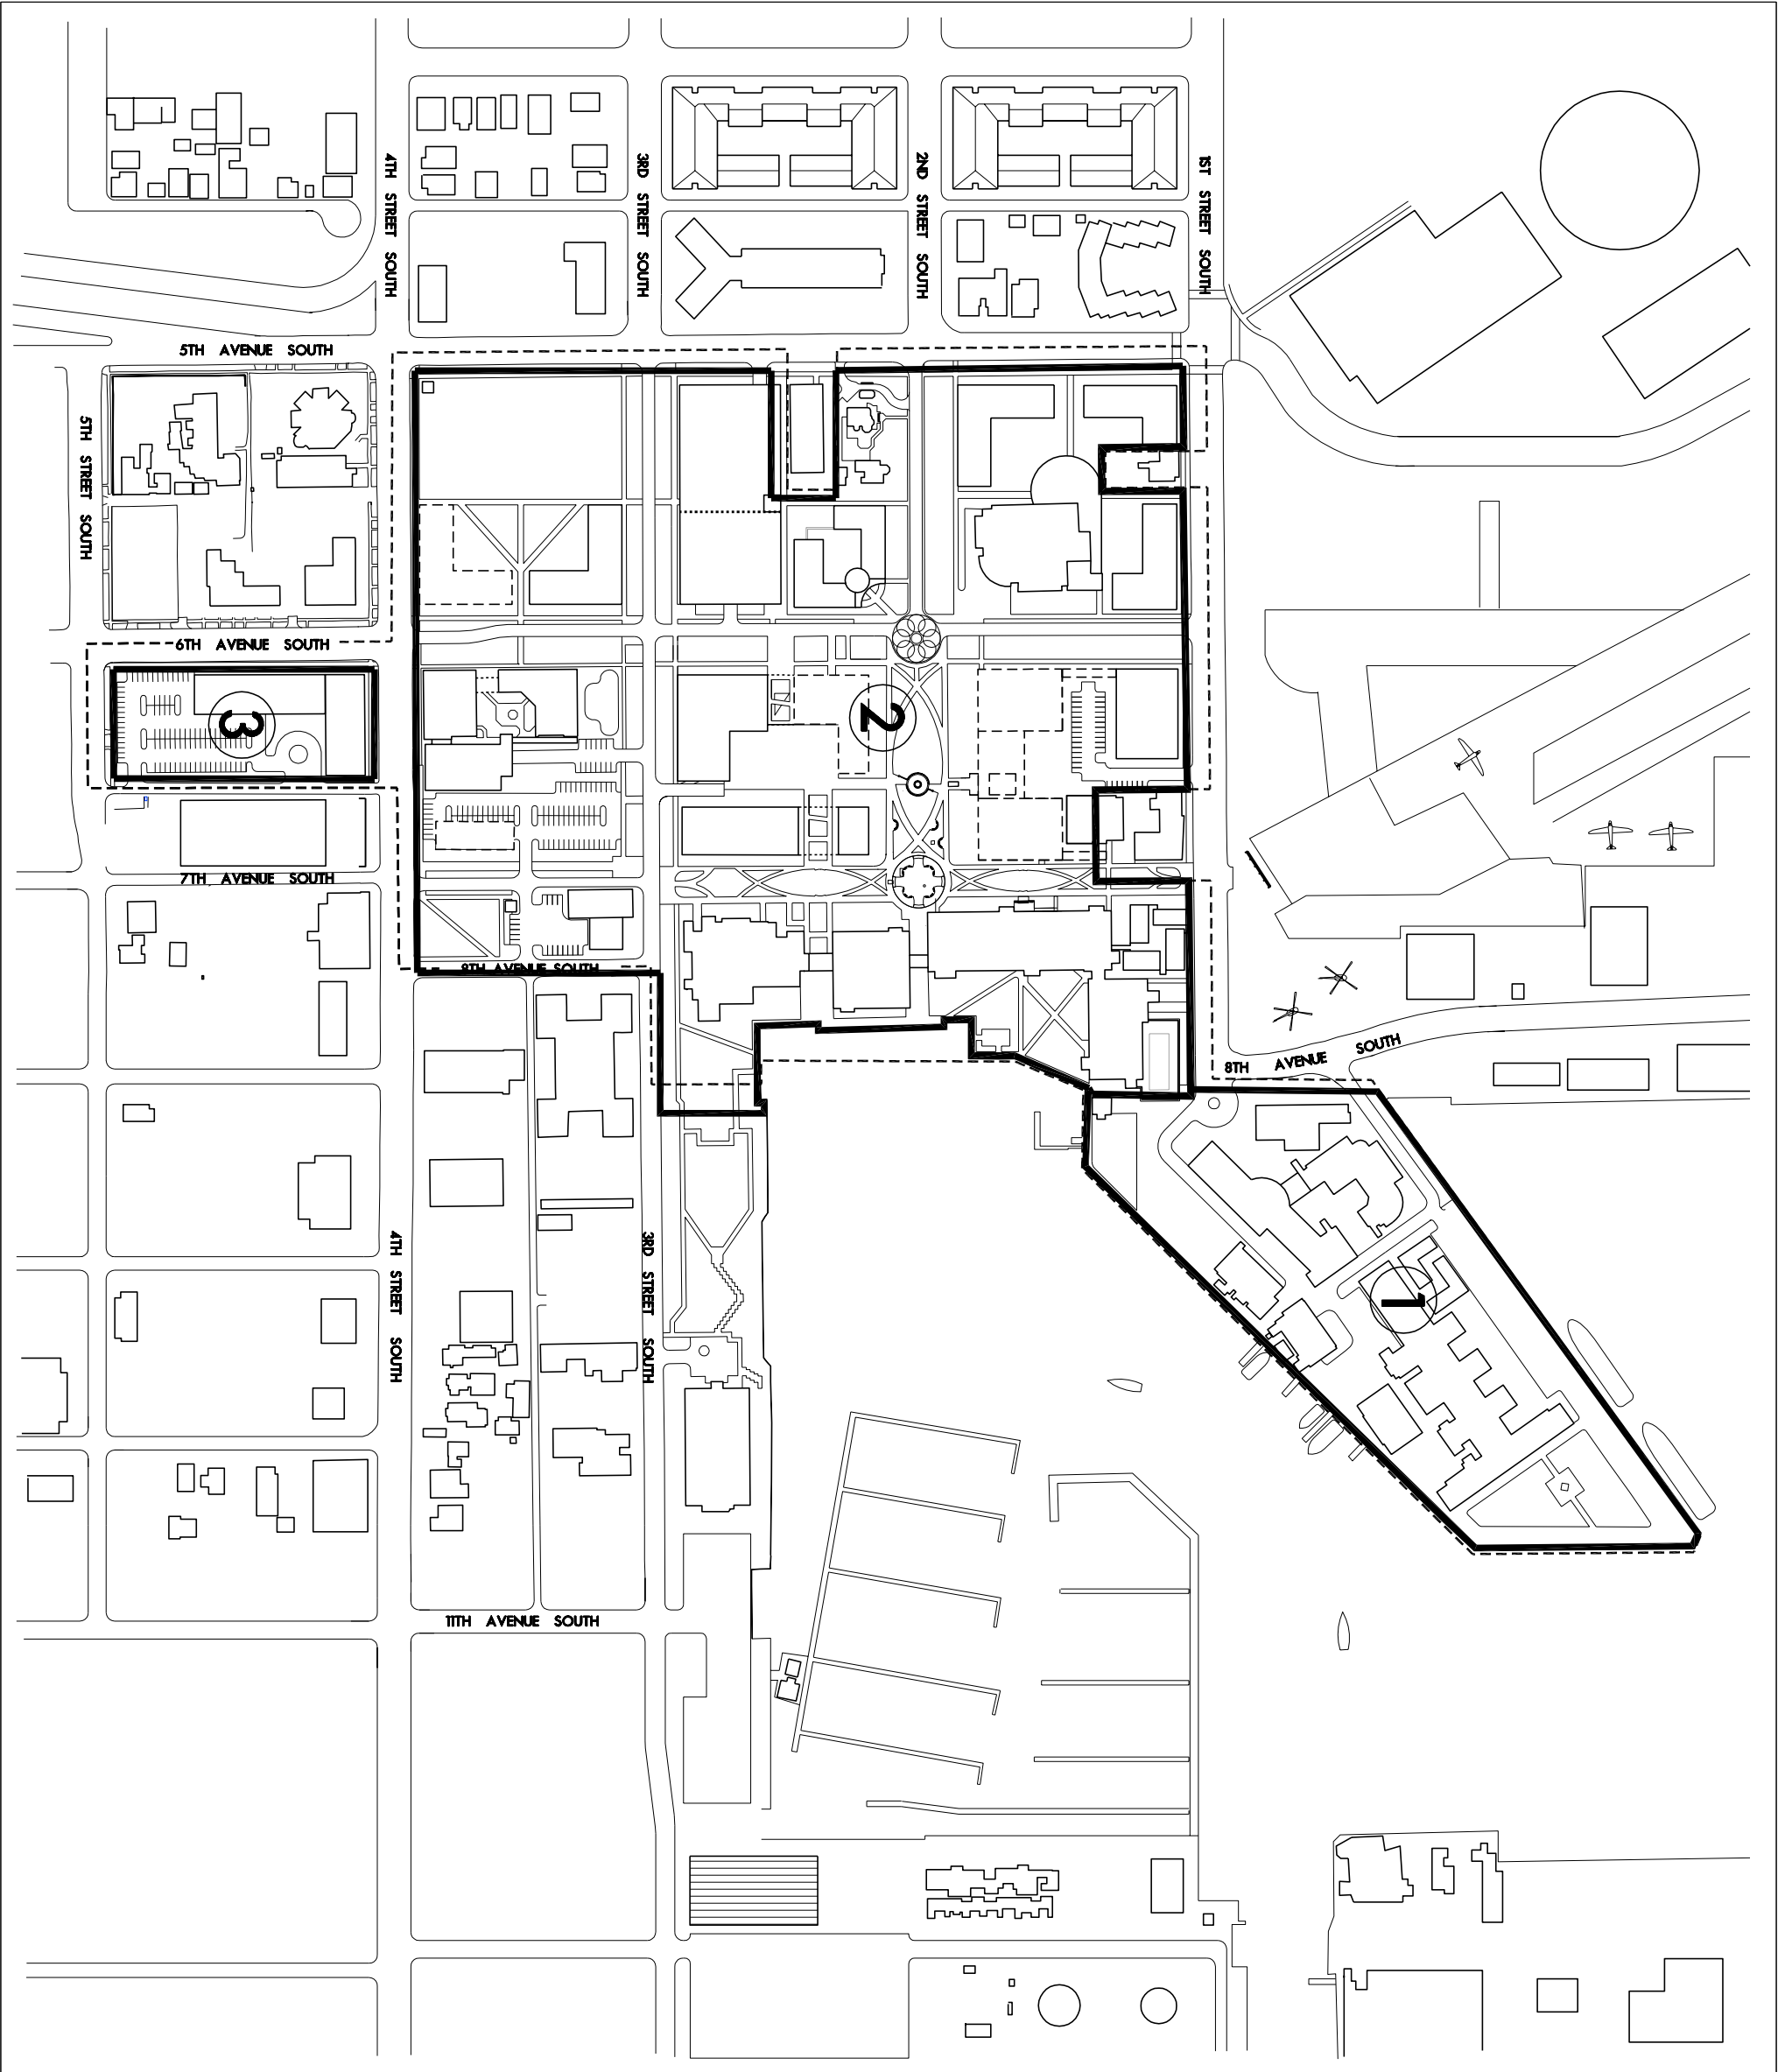 4TH STREET SOUTH
3RD STREET SOUTH
2ND STREET SOUTH
1ST STREET SOUTH
5TH AVENUE SOUTH
5TH STREET SOUTH
6TH AVENUE SOUTH
3
2
7TH AVENUE SOUTH
8TH AVENUE SOUTH
8TH AVENUE SOUTH
4TH STREET SOUTH
3RD STREET SOUTH
1
11TH AVENUE SOUTH